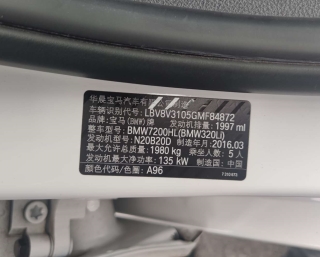 华晨宝马汽车有限公司
车辆识别代号: LBV8V3105GMF84872
品牌: 宝马(BMW)牌 发动机排量: 1997 ml
整车型号: BMW7200HL(BMW320Li)
发动机型号: N20B20D 制造年月: 2016.03
最大允许总质量: 1980 kg 乘坐人数: 5 人
发动机最大净功率: 135 kW 制造国: 中国
颜色代码/色圈: A96